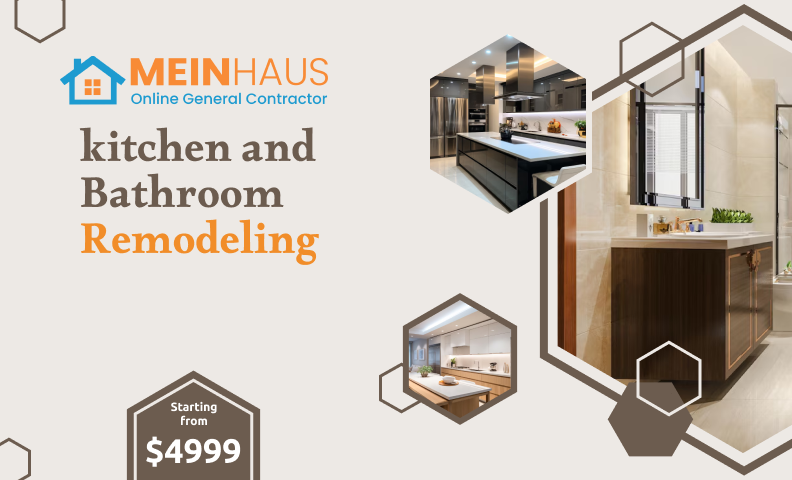 MEINHAUS
Online General Contractor
kitchen and
Bathroom
Remodeling
Starting
from
$4999